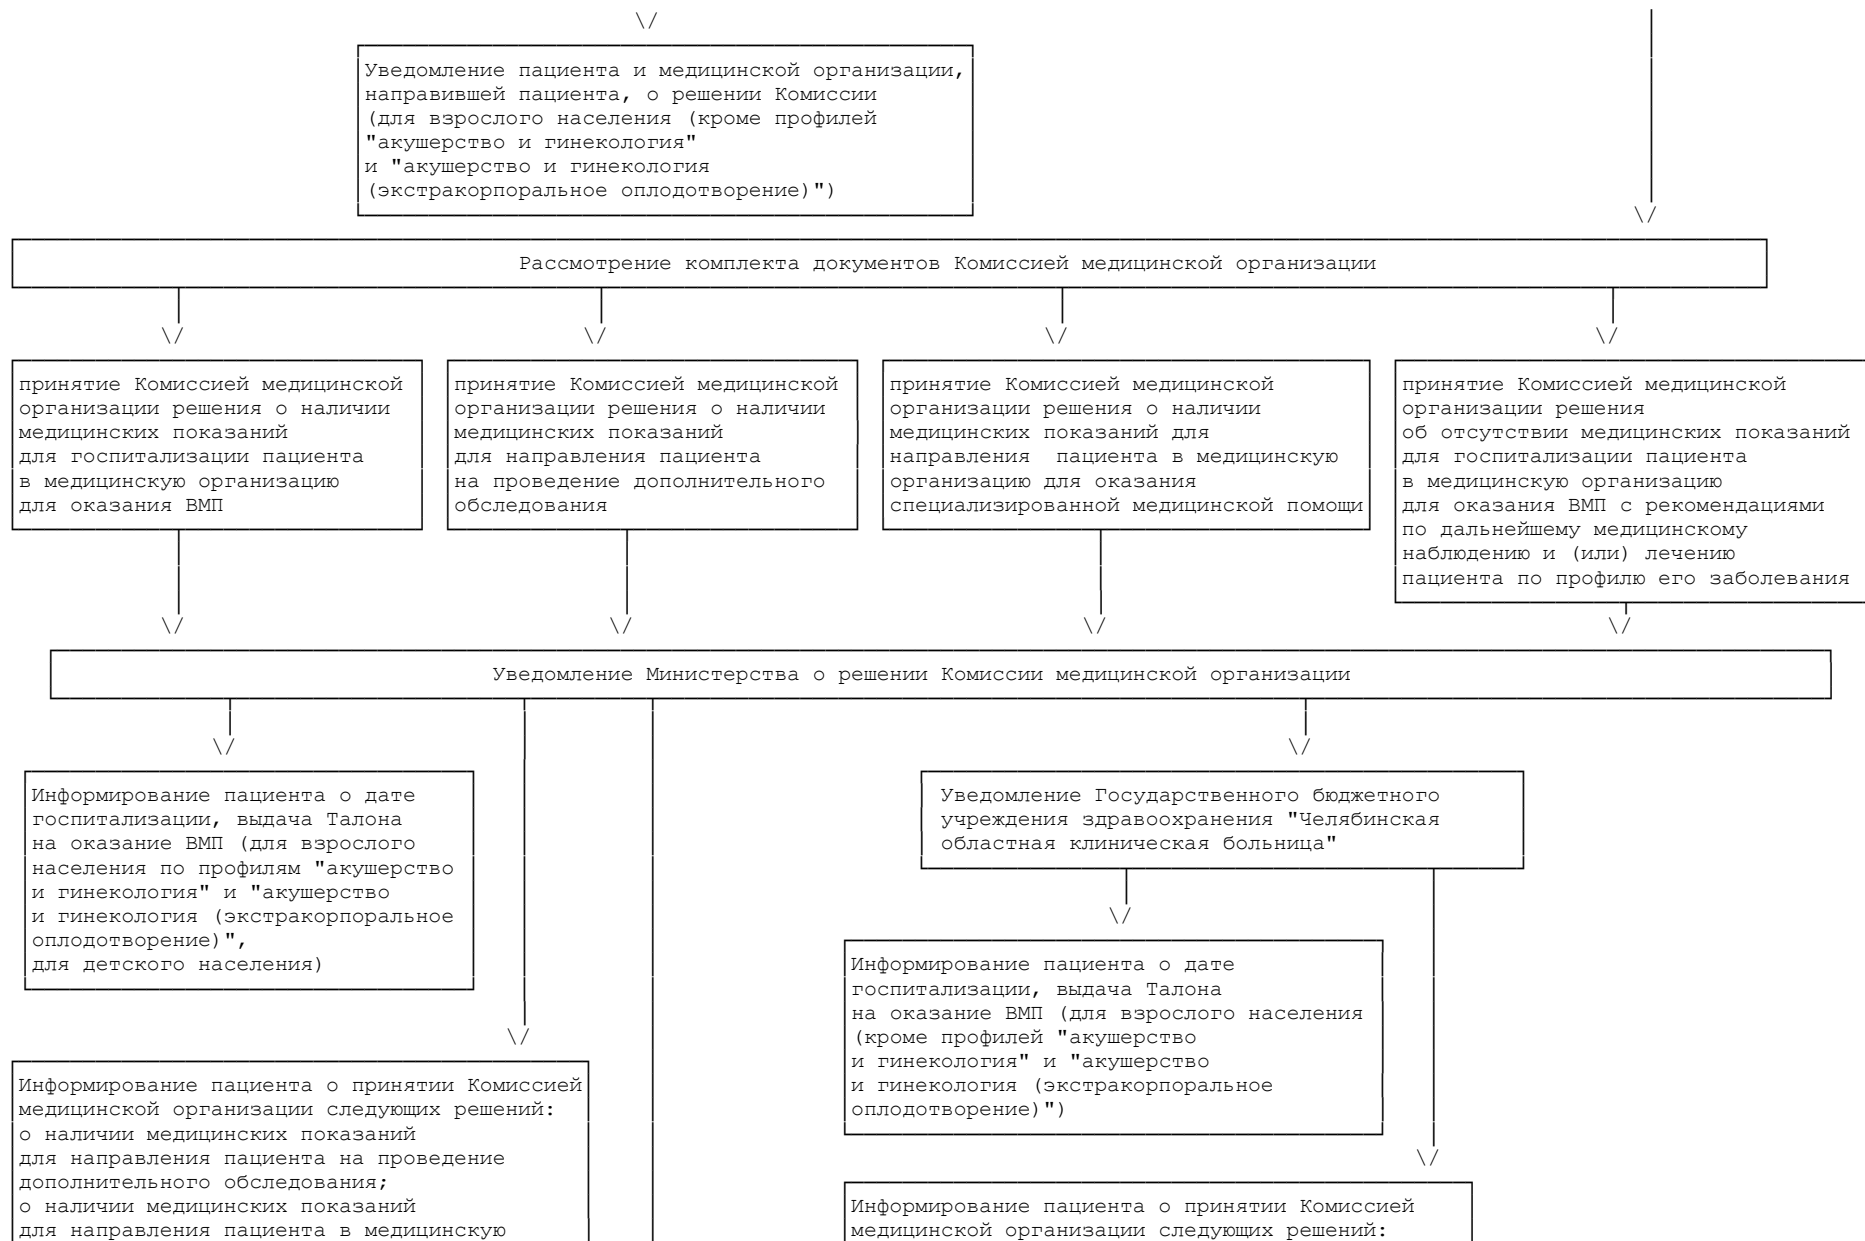 Уведомление пациента и медицинской организации,
направившей пациента, о решении Комиссии
(для взрослого населения (кроме профилей
"акушерство и гинекология"
и "акушерство и гинекология
(экстракорпоральное оплодотворение)")
Рассмотрение комплекта документов Комиссией медицинской организации
принятие Комиссией медицинской
организации решения о наличии
медицинских показаний
для госпитализации пациента
в медицинскую организацию
для оказания ВМП
принятие Комиссией медицинской
организации решения о наличии
медицинских показаний
для направления пациента
на проведение дополнительного
обследования
принятие Комиссией медицинской
организации решения о наличии
медицинских показаний для
направления  пациента в медицинскую
организацию для оказания
специализированной медицинской помощи
принятие Комиссией медицинской
организации решения
об отсутствии медицинских показаний
для госпитализации пациента
в медицинскую организацию
для оказания ВМП с рекомендациями
по дальнейшему медицинскому
наблюдению и (или) лечению
пациента по профилю его заболевания
Уведомление Министерства о решении Комиссии медицинской организации
Информирование пациента о дате
госпитализации, выдача Талона
на оказание ВМП (для взрослого
населения по профилям "акушерство
и гинекология" и "акушерство
и гинекология (экстракорпоральное
оплодотворение)",
для детского населения)
Уведомление Государственного бюджетного
учреждения здравоохранения "Челябинская
областная клиническая больница"
Информирование пациента о дате
госпитализации, выдача Талона
на оказание ВМП (для взрослого населения
(кроме профилей "акушерство
и гинекология" и "акушерство
и гинекология (экстракорпоральное
оплодотворение)")
Информирование пациента о принятии Комиссией
медицинской организации следующих решений:
о наличии медицинских показаний
для направления пациента на проведение
дополнительного обследования;
о наличии медицинских показаний
для направления пациента в медицинскую
Информирование пациента о принятии Комиссией
медицинской организации следующих решений: